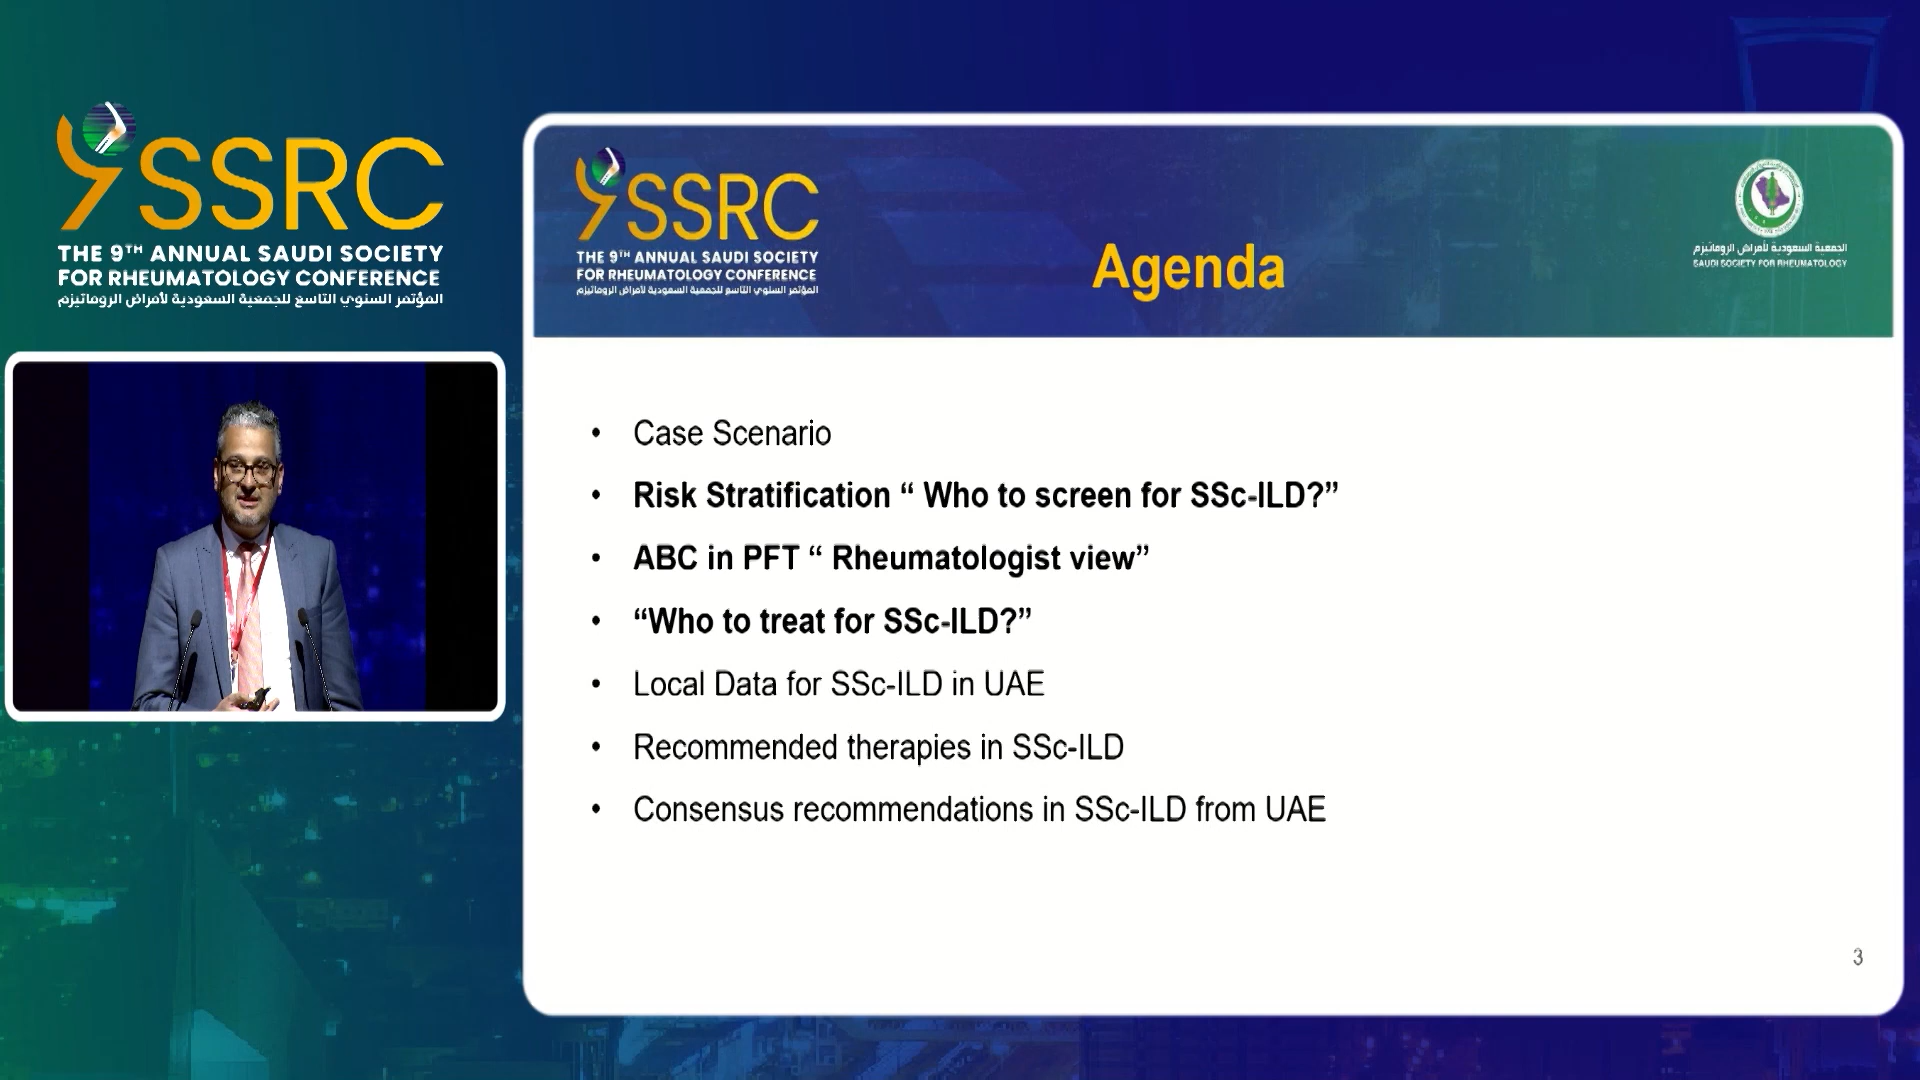 SSRC
THE 9TH ANNUAL SAUDI SOCIETY
FOR RHEUMATOLOGY CONFERENCE
المؤتمر السنوي التاسع للجمعية السعودية لأمراض الروماتيزم
SSRC
THE 9TH ANNUAL SAUDI SOCIETY
FOR RHEUMATOLOGY CONFERENCE
المؤتمر السنوي التاسع للجمعية السعودية لأمراض الروماتيزم
Agenda
الجمعية السعودية لأمراض الروماتيزم
SAUDI SOCIETY FOR RHEUMATOLOGY
• Case Scenario
• Risk Stratification “ Who to screen for SSc-ILD?”
• ABC in PFT “ Rheumatologist view”
• “Who to treat for SSc-ILD?”
• Local Data for SSc-ILD in UAE
• Recommended therapies in SSc-ILD
• Consensus recommendations in SSc-ILD from UAE
3